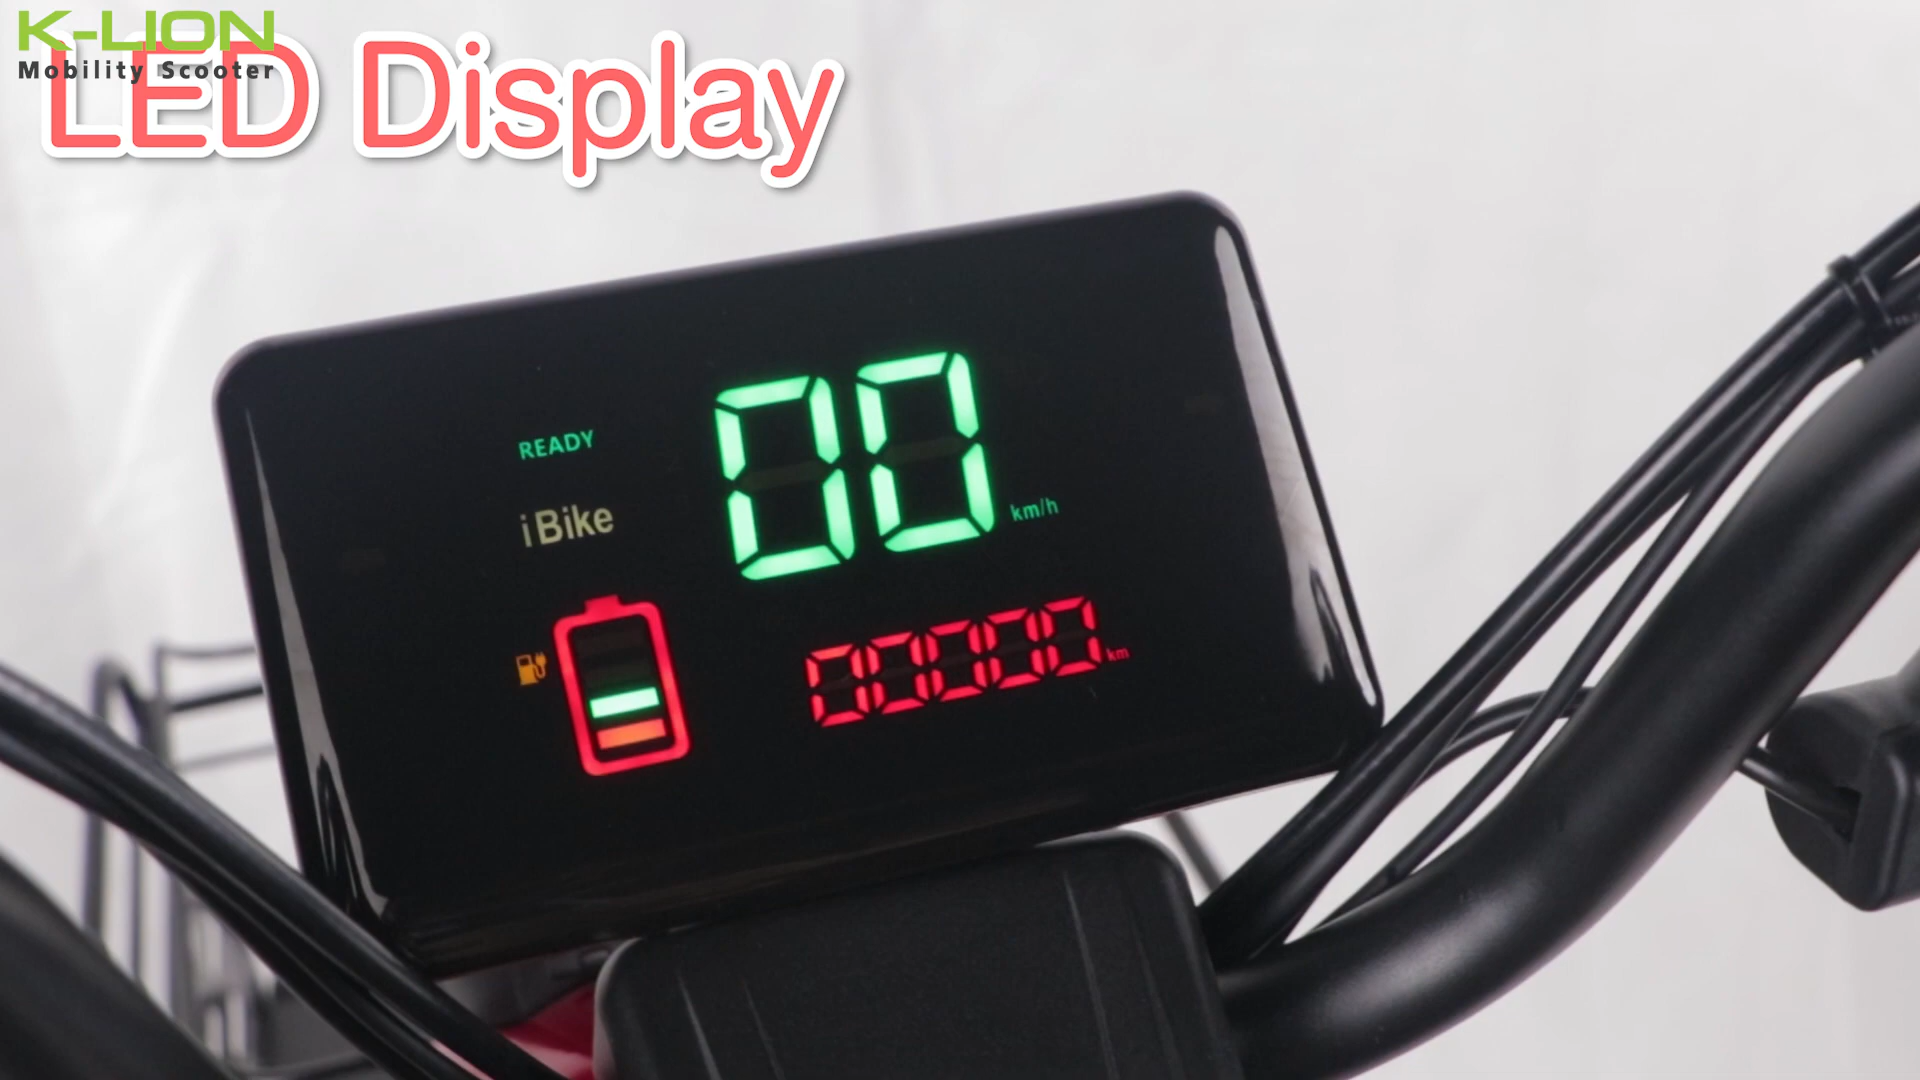 K-LION
Mobility Scooter
LED Display
READY
00 km/h
iBike
00000 km